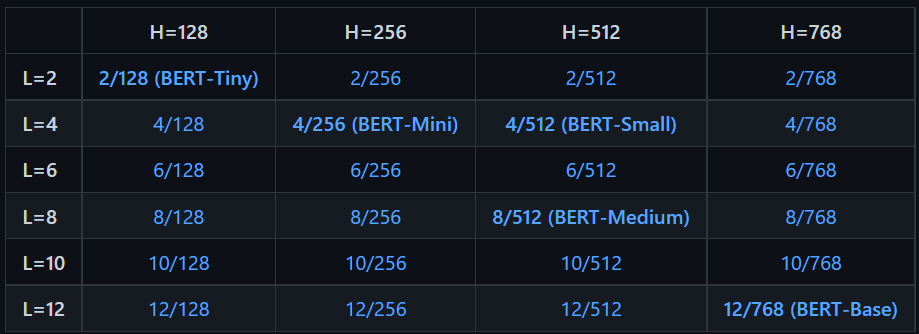 H=128 H=256 H=512 H=768
L=2 2/128 (BERT-Tiny) 2/256 2/512 2/768
L=4 4/128 4/256 (BERT-Mini) 4/512 (BERT-Small) 4/768
L=6 6/128 6/256 6/512 6/768
L=8 8/128 8/256 8/512 (BERT-Medium) 8/768
L=10 10/128 10/256 10/512 10/768
L=12 12/128 12/256 12/512 12/768 (BERT-Base)